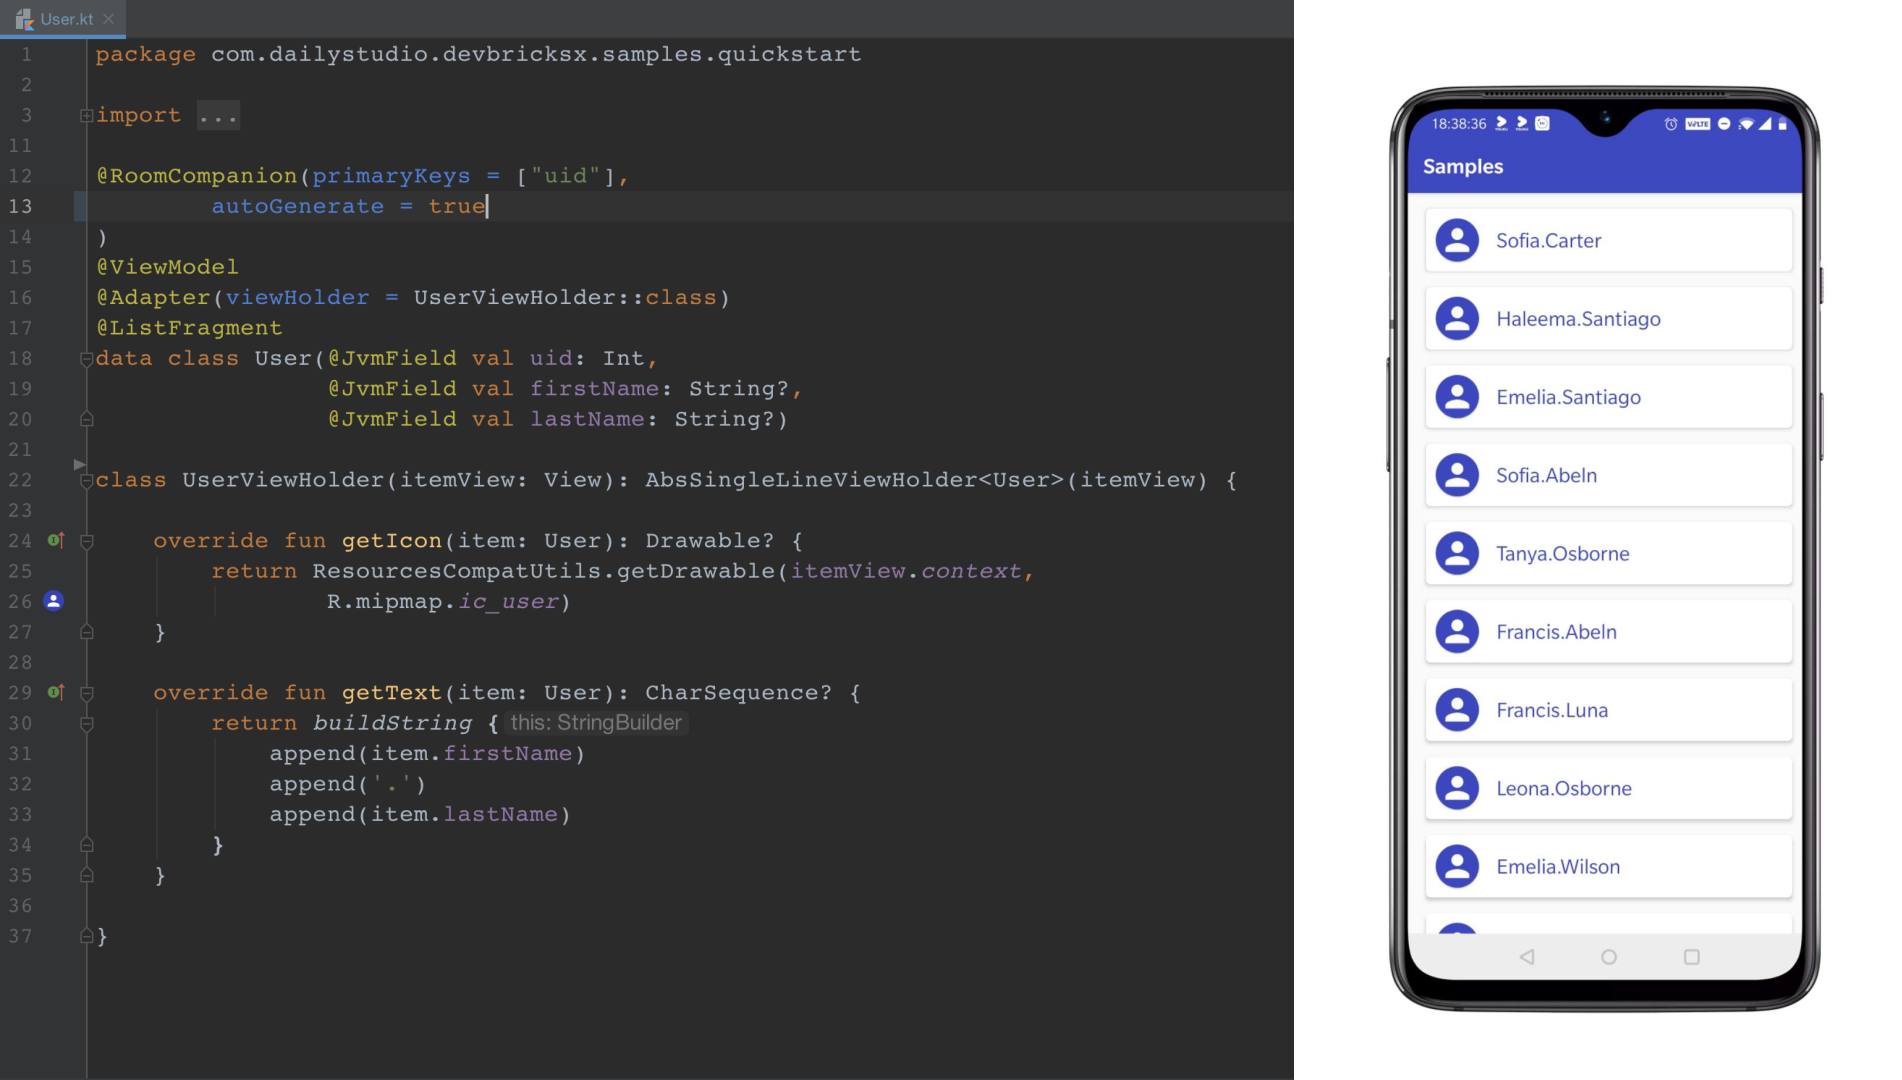 User.kt
1 package com.dailystudio.devbricksx.samples.quickstart
2
3 import ...
11
12 @RoomCompanion(primaryKeys = ["uid"],
13         autoGenerate = true
14 )
15 @ViewModel
16 @Adapter(viewHolder = UserViewHolder::class)
17 @ListFragment
18 data class User(@JvmField val uid: Int,
19                 @JvmField val firstName: String?,
20                 @JvmField val lastName: String?)
21
22 class UserViewHolder(itemView: View): AbsSingleLineViewHolder<User>(itemView) {
23
24     override fun getIcon(item: User): Drawable? {
25         return ResourcesCompatUtils.getDrawable(itemView.context,
26                 R.mipmap.ic_user)
27     }
28
29     override fun getText(item: User): CharSequence? {
30         return buildString { this: StringBuilder
31             append(item.firstName)
32             append('.')
33             append(item.lastName)
34         }
35     }
36
37 }
18:38:36 VoLTE
Samples
Sofia.Carter
Haleema.Santiago
Emelia.Santiago
Sofia.Abeln
Tanya.Osborne
Francis.Abeln
Francis.Luna
Leona.Osborne
Emelia.Wilson